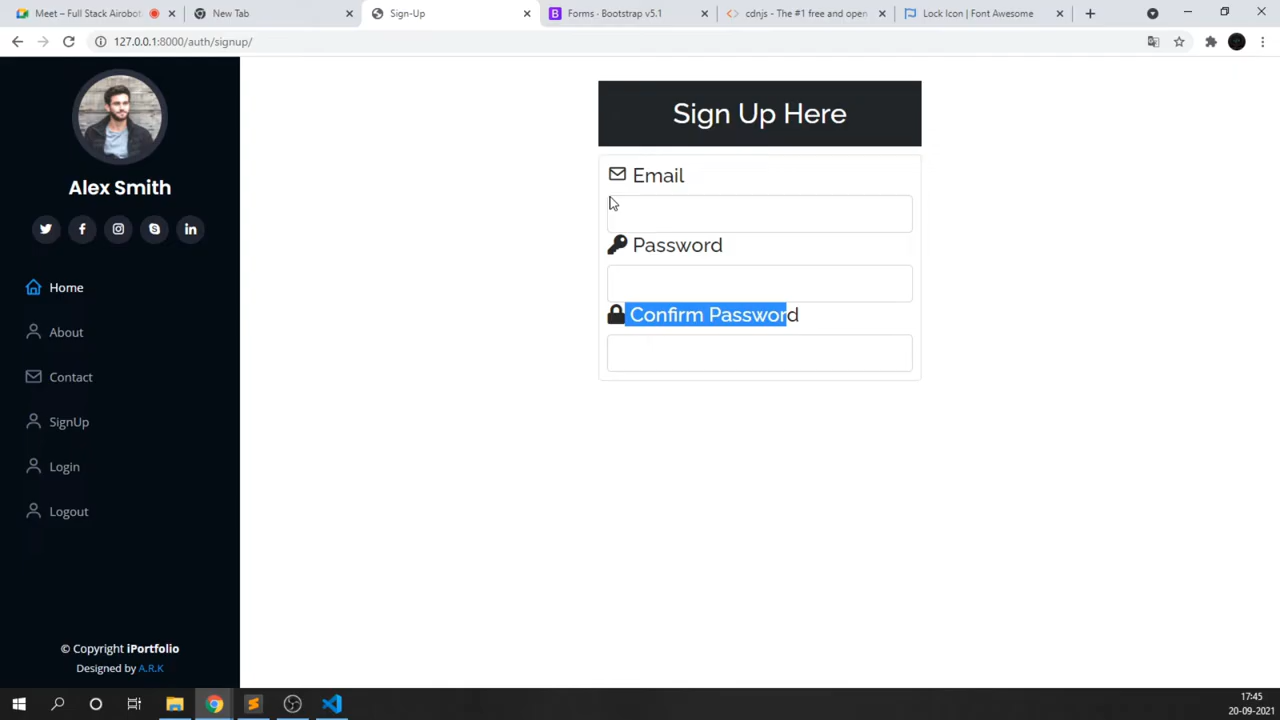 Meet – Full Stack Airobot
New Tab
Sign-Up
Forms · Bootstrap v5.1
cdnjs - The #1 free and open
Lock Icon | Font Awesome
127.0.0.1:8000/auth/signup/
Alex Smith
Home
About
Contact
SignUp
Login
Logout
© Copyright iPortfolio
Designed by A.R.K
Sign Up Here
Email
Password
Confirm Password
17:45
20-09-2021